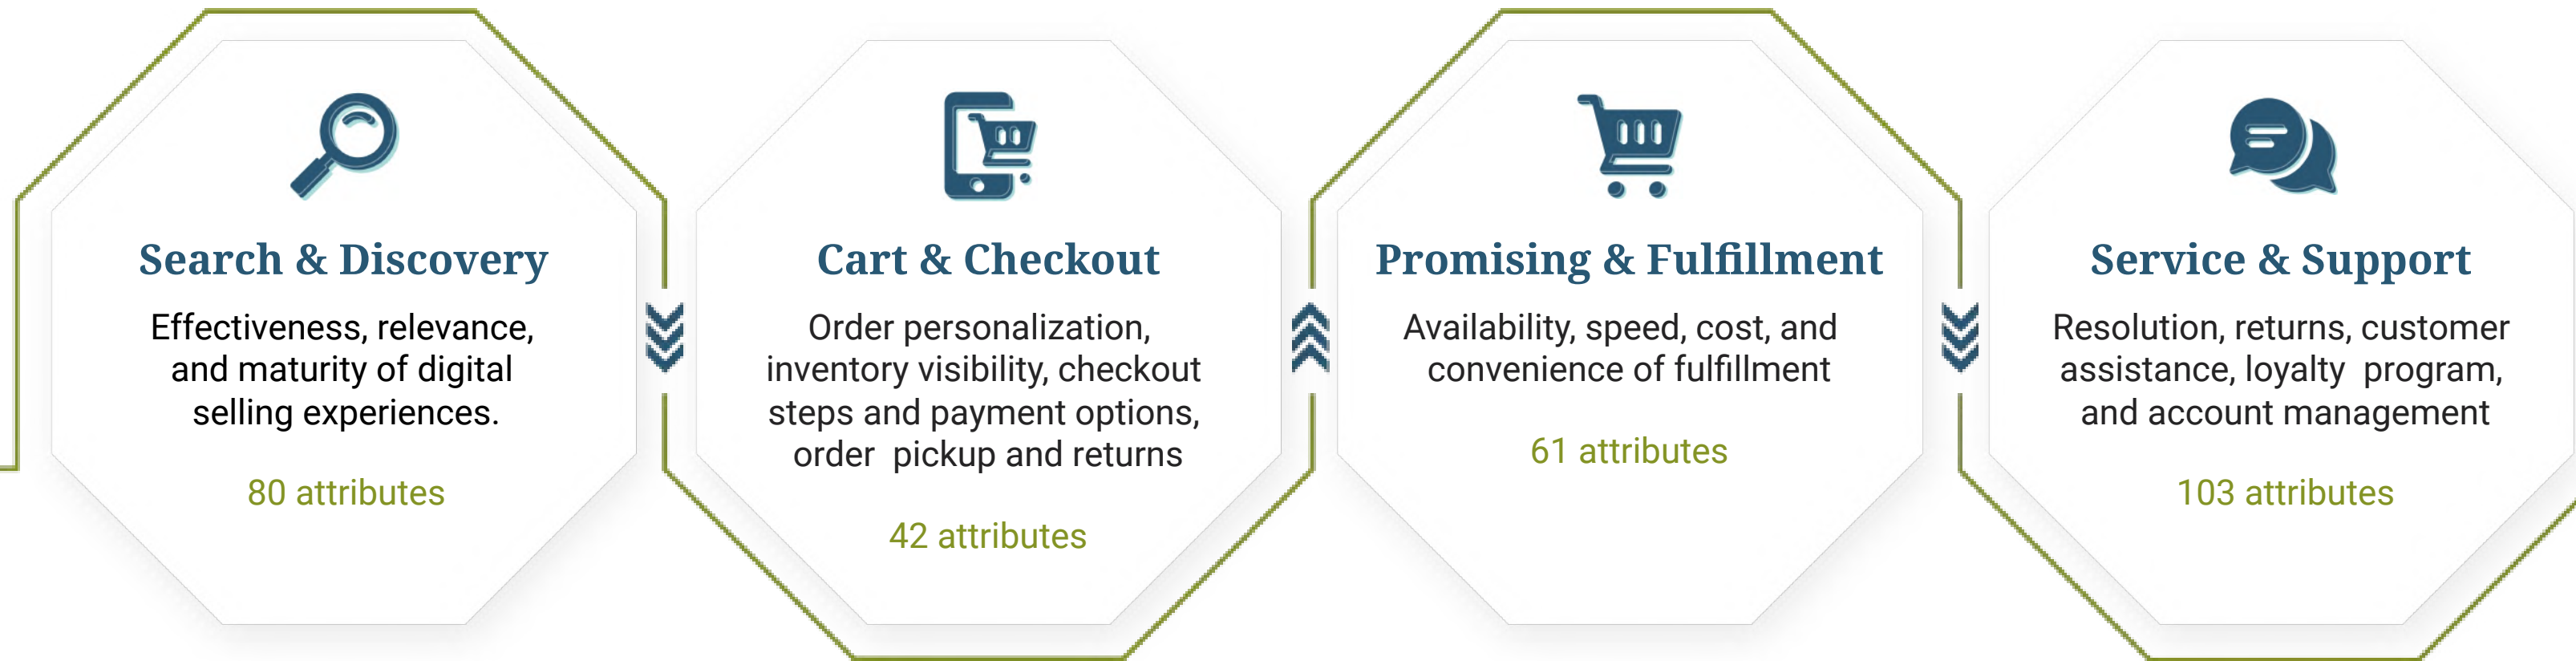 Search & Discovery
Effectiveness, relevance,
and maturity of digital
selling experiences.
80 attributes
Cart & Checkout
Order personalization,
inventory visibility, checkout
steps and payment options,
order  pickup and returns
42 attributes
Promising & Fulfillment
Availability, speed, cost, and
convenience of fulfillment
61 attributes
Service & Support
Resolution, returns, customer
assistance, loyalty  program,
and account management
103 attributes